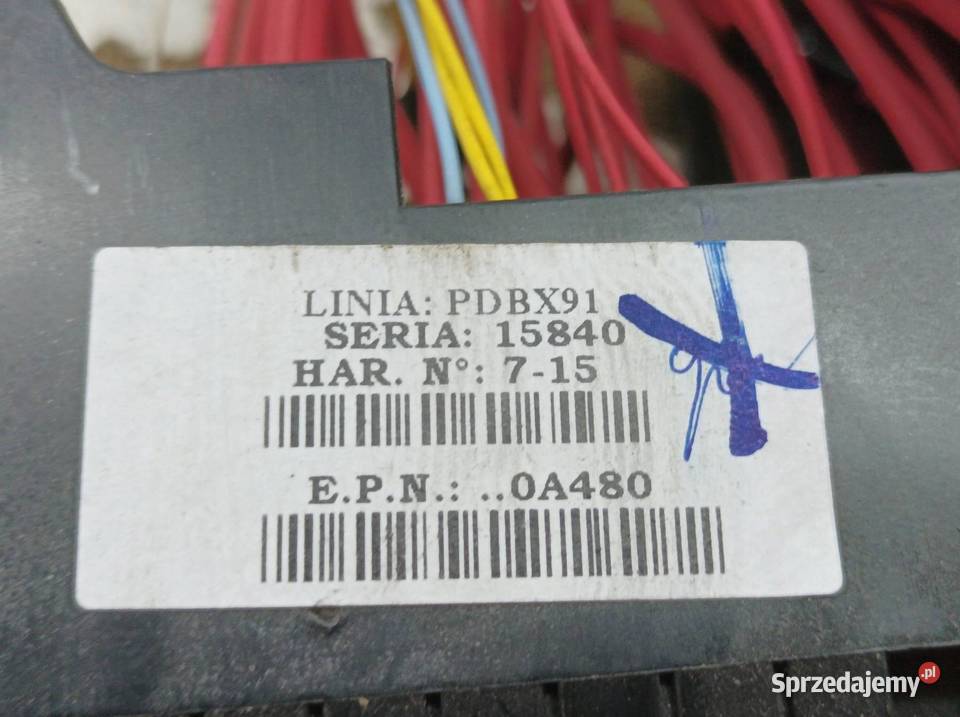 LINIA: PDBX91
SERIA: 15840
HAR. N°: 7-15
E.P.N.: ..0A480
Sprzedajemy.pl